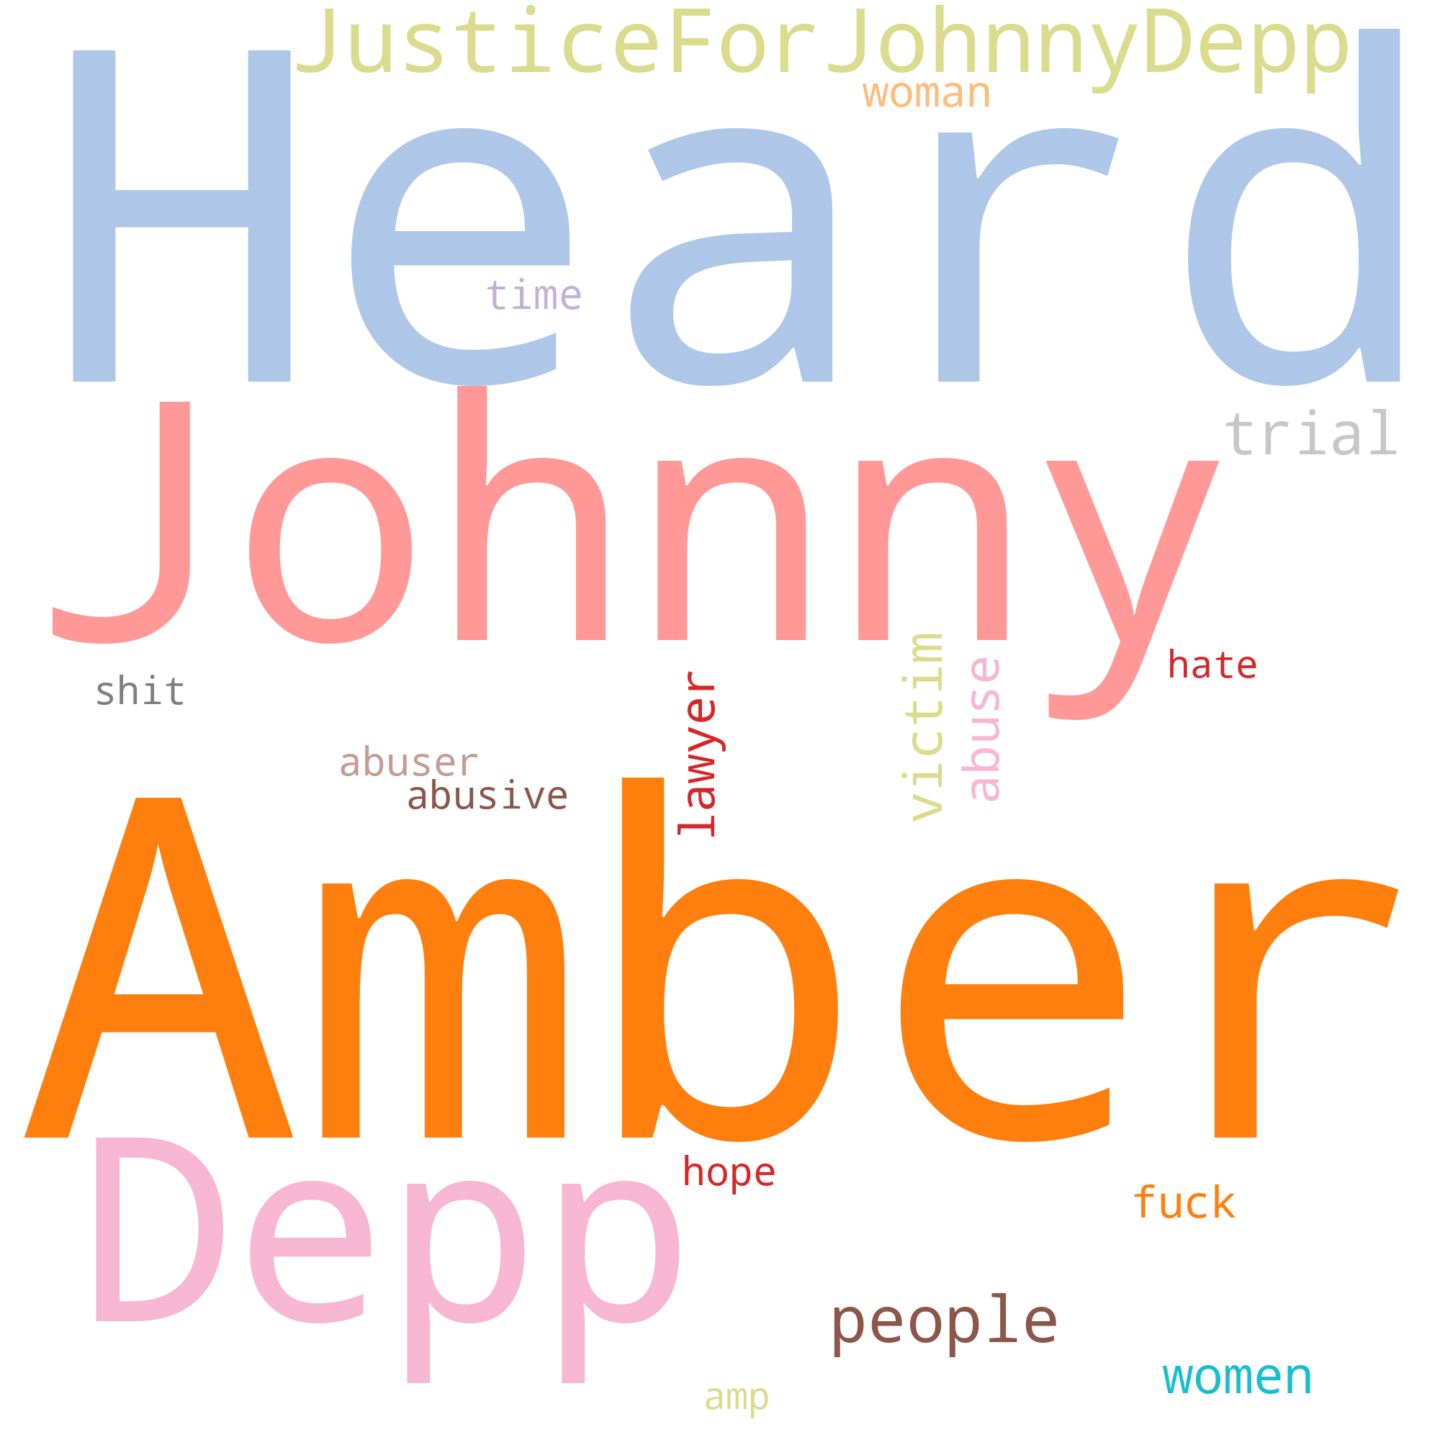 JusticeForJohnnyDepp
woman
Heard
time
trial
Johnny
hate
shit
lawyer
victim
abuse
abuser
abusive
Amber
Depp
hope
fuck
people
women
amp